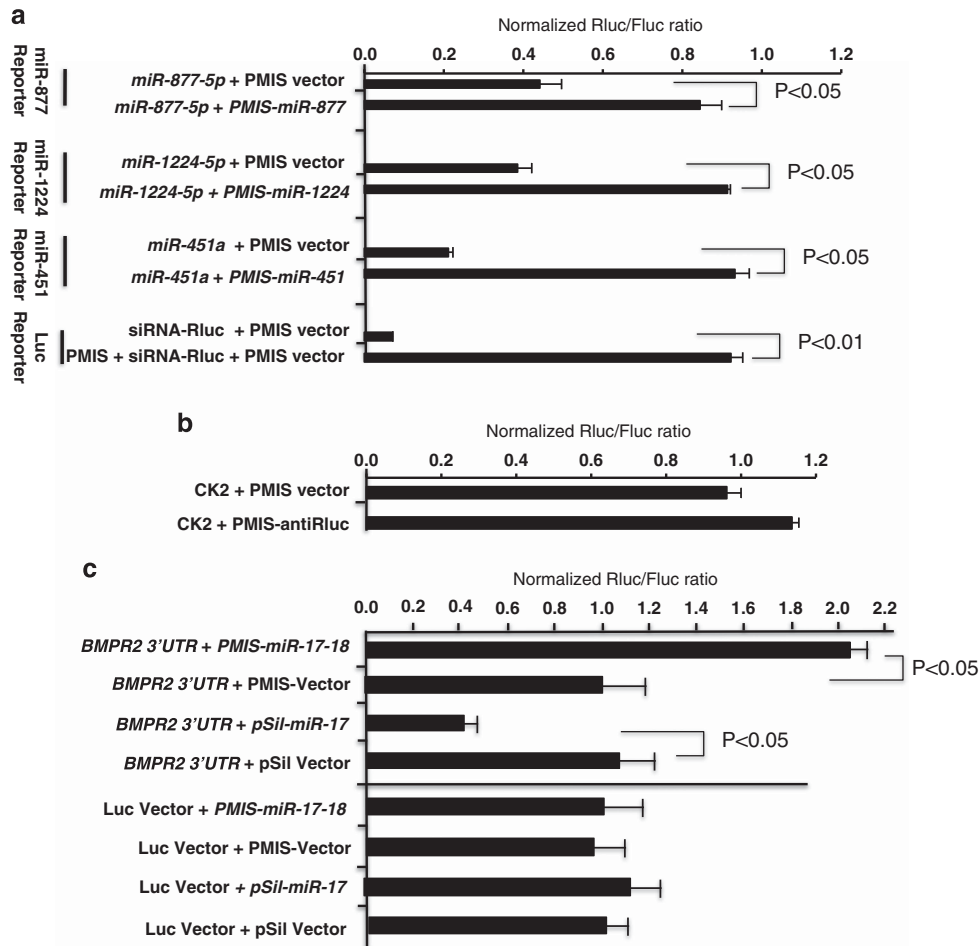 a
Normalized Rluc/Fluc ratio
0.0 0.2 0.4 0.6 0.8 1.0 1.2
miR-877
Reporter
miR-877-5p + PMIS vector
miR-877-5p + PMIS-miR-877
P<0.05
miR-1224
Reporter
miR-1224-5p + PMIS vector
miR-1224-5p + PMIS-miR-1224
P<0.05
miR-451
Reporter
miR-451a + PMIS vector
miR-451a + PMIS-miR-451
P<0.05
Luc
Reporter
siRNA-Rluc + PMIS vector
PMIS + siRNA-Rluc + PMIS vector
P<0.01
b
Normalized Rluc/Fluc ratio
0.0 0.2 0.4 0.6 0.8 1.0 1.2
CK2 + PMIS vector
CK2 + PMIS-antiRluc
c
Normalized Rluc/Fluc ratio
0.0 0.2 0.4 0.6 0.8 1.0 1.2 1.4 1.6 1.8 2.0 2.2
BMPR2 3'UTR + PMIS-miR-17-18
BMPR2 3'UTR + PMIS-Vector
P<0.05
BMPR2 3'UTR + pSil-miR-17
BMPR2 3'UTR + pSil Vector
P<0.05
Luc Vector + PMIS-miR-17-18
Luc Vector + PMIS-Vector
Luc Vector + pSil-miR-17
Luc Vector + pSil Vector